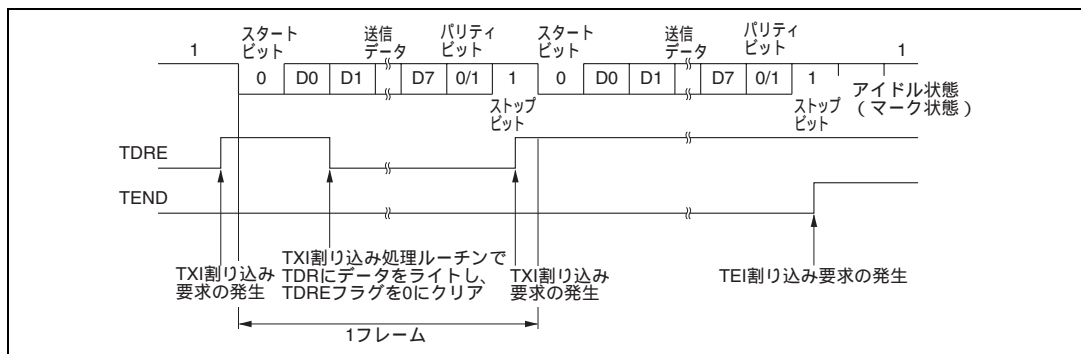 1
スタート
ビット
送信
データ
パリティ
ビット
スタート
ビット
送信
データ
パリティ
ビット
1
0
D0
D1
D7
0/1
1
0
D0
D1
D7
0/1
1
アイドル状態
(マーク状態)
ストップ
ビット
ストップ
ビット
TDRE
TEND
TXI割り込み
要求の発生
TXI割り込み処理ルーチンで
TDRにデータをライトし、
TDREフラグを0にクリア
TXI割り込み
要求の発生
TEI割り込み要求の発生
1フレーム